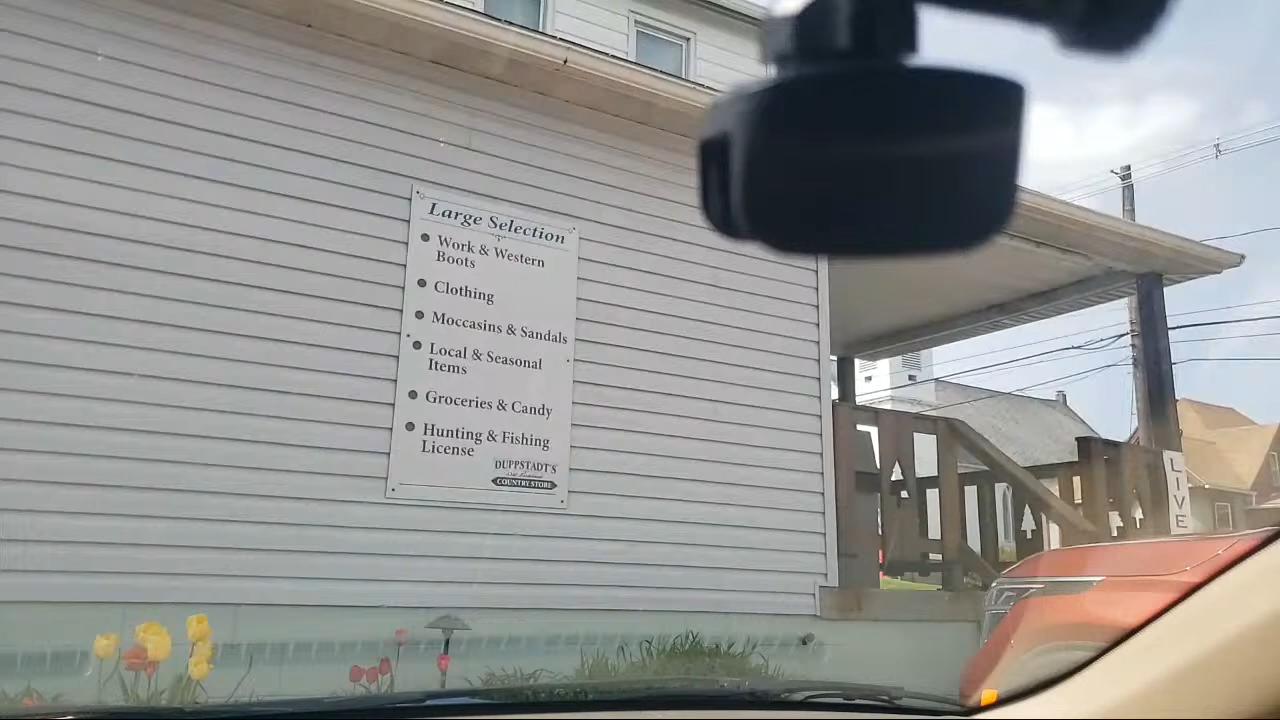 Large Selection
Work & Western
Boots
Clothing
Moccasins & Sandals
Local & Seasonal
Items
Groceries & Candy
Hunting & Fishing
License
DUPPSTADT'S
COUNTRY STORE
LIVE